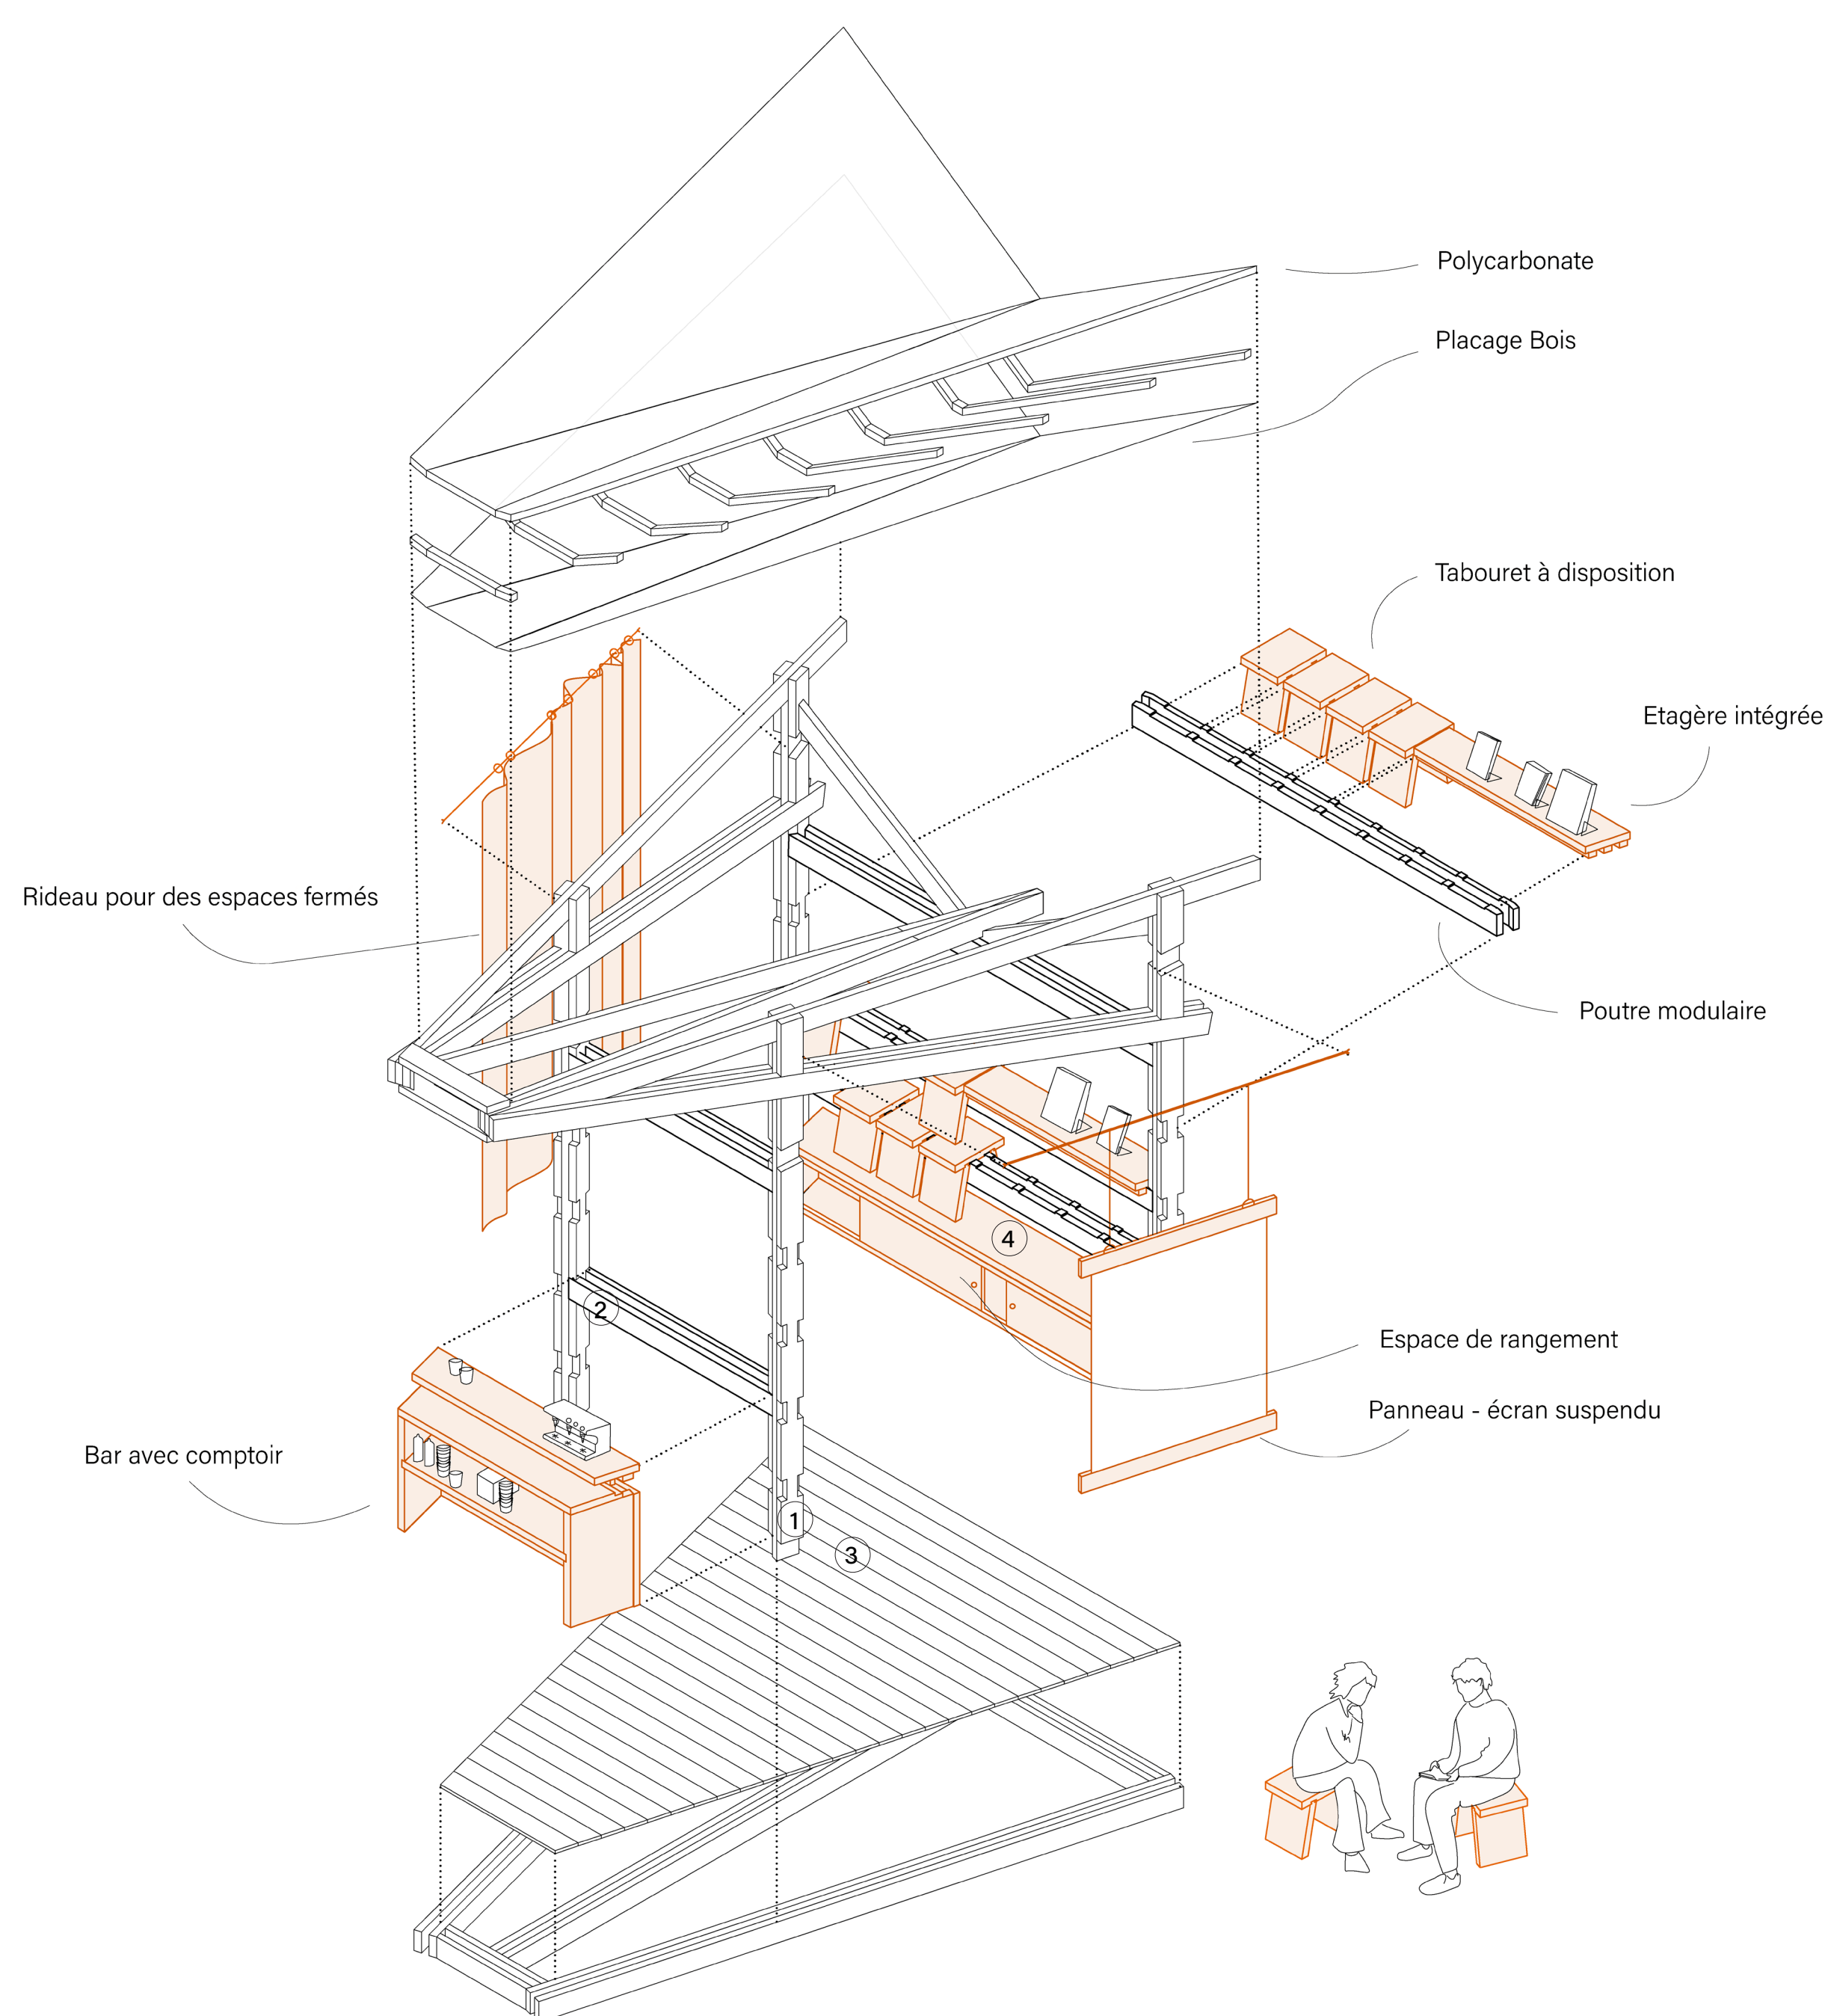 Polycarbonate
Placage Bois
Tabouret à disposition
Etagère intégrée
Rideau pour des espaces fermés
Poutre modulaire
4
2
Espace de rangement
Panneau - écran suspendu
Bar avec comptoir
1
3